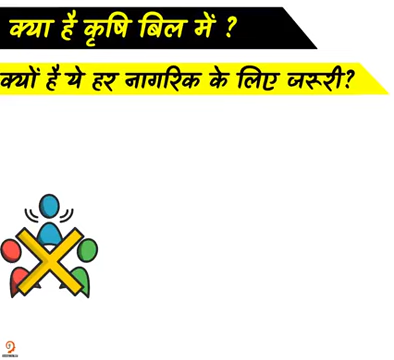 क्या है कृषि बिल में ?
क्यों है ये हर नागरिक के लिए जरूरी?